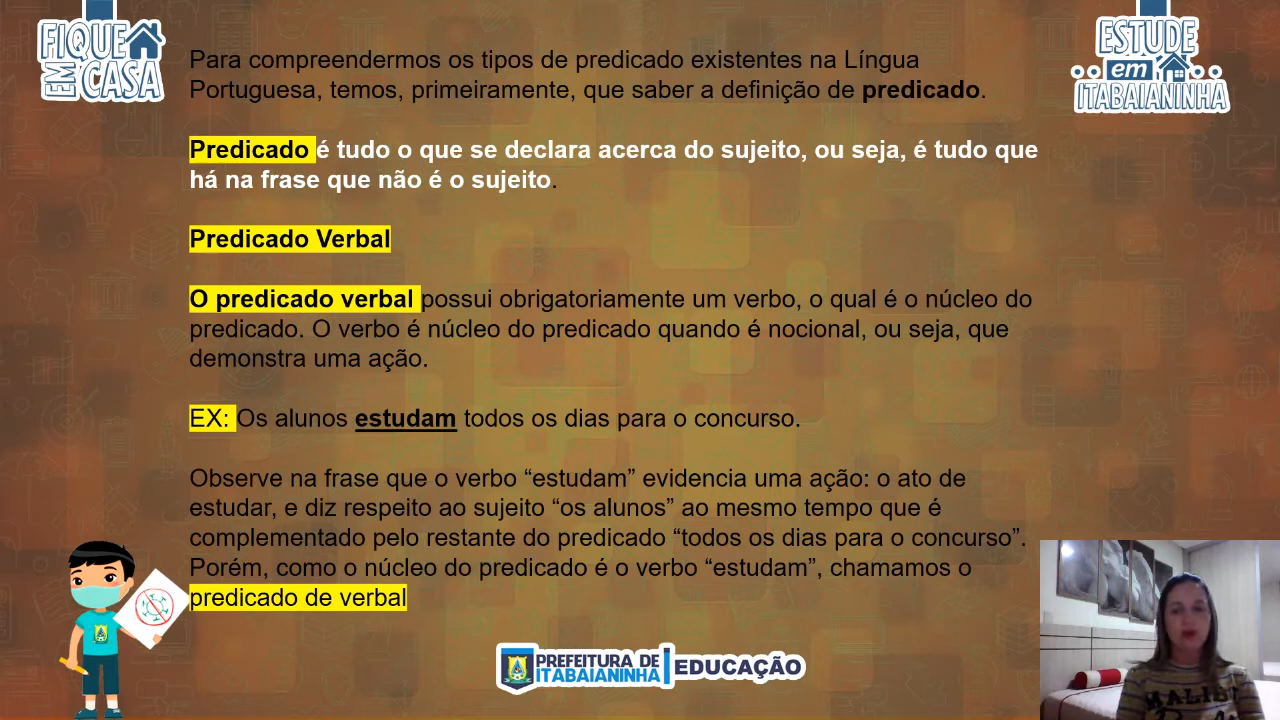 FIQUE
EM
CASA
ESTUDE
em
ITABAIANINHA
Para compreendermos os tipos de predicado existentes na Língua
Portuguesa, temos, primeiramente, que saber a definição de predicado.
Predicado é tudo o que se declara acerca do sujeito, ou seja, é tudo que
há na frase que não é o sujeito.
Predicado Verbal
O predicado verbal possui obrigatoriamente um verbo, o qual é o núcleo do
predicado. O verbo é núcleo do predicado quando é nocional, ou seja, que
demonstra uma ação.
EX: Os alunos estudam todos os dias para o concurso.
Observe na frase que o verbo “estudam” evidencia uma ação: o ato de
estudar, e diz respeito ao sujeito “os alunos” ao mesmo tempo que é
complementado pelo restante do predicado “todos os dias para o concurso”.
Porém, como o núcleo do predicado é o verbo “estudam”, chamamos o
predicado de verbal
PREFEITURA DE
ITABAIANINHA
EDUCAÇÃO